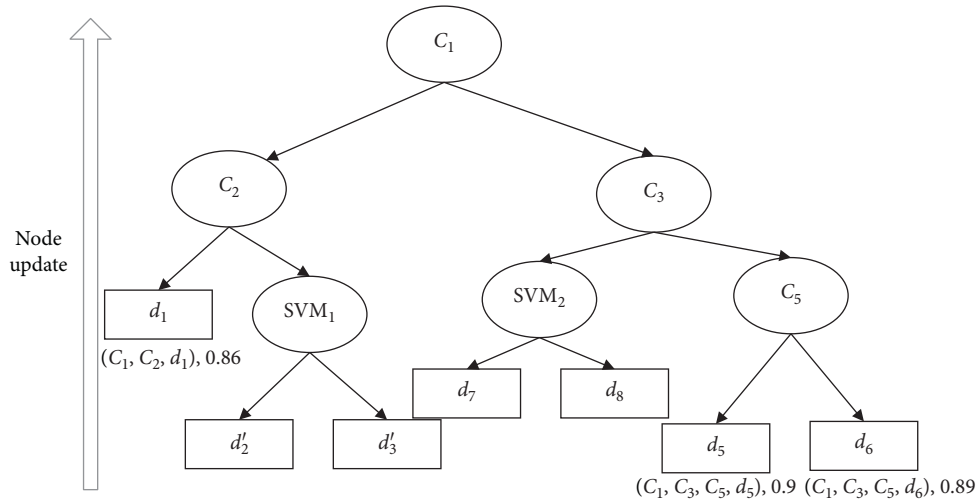 C₁
C₂
C₃
Node
update
SVM₁
SVM₂
C₅
d₁
(C₁, C₂, d₁), 0.86
d₇
d₈
d′₂
d′₃
d₅
d₆
(C₁, C₃, C₅, d₅), 0.9
(C₁, C₃, C₅, d₆), 0.89